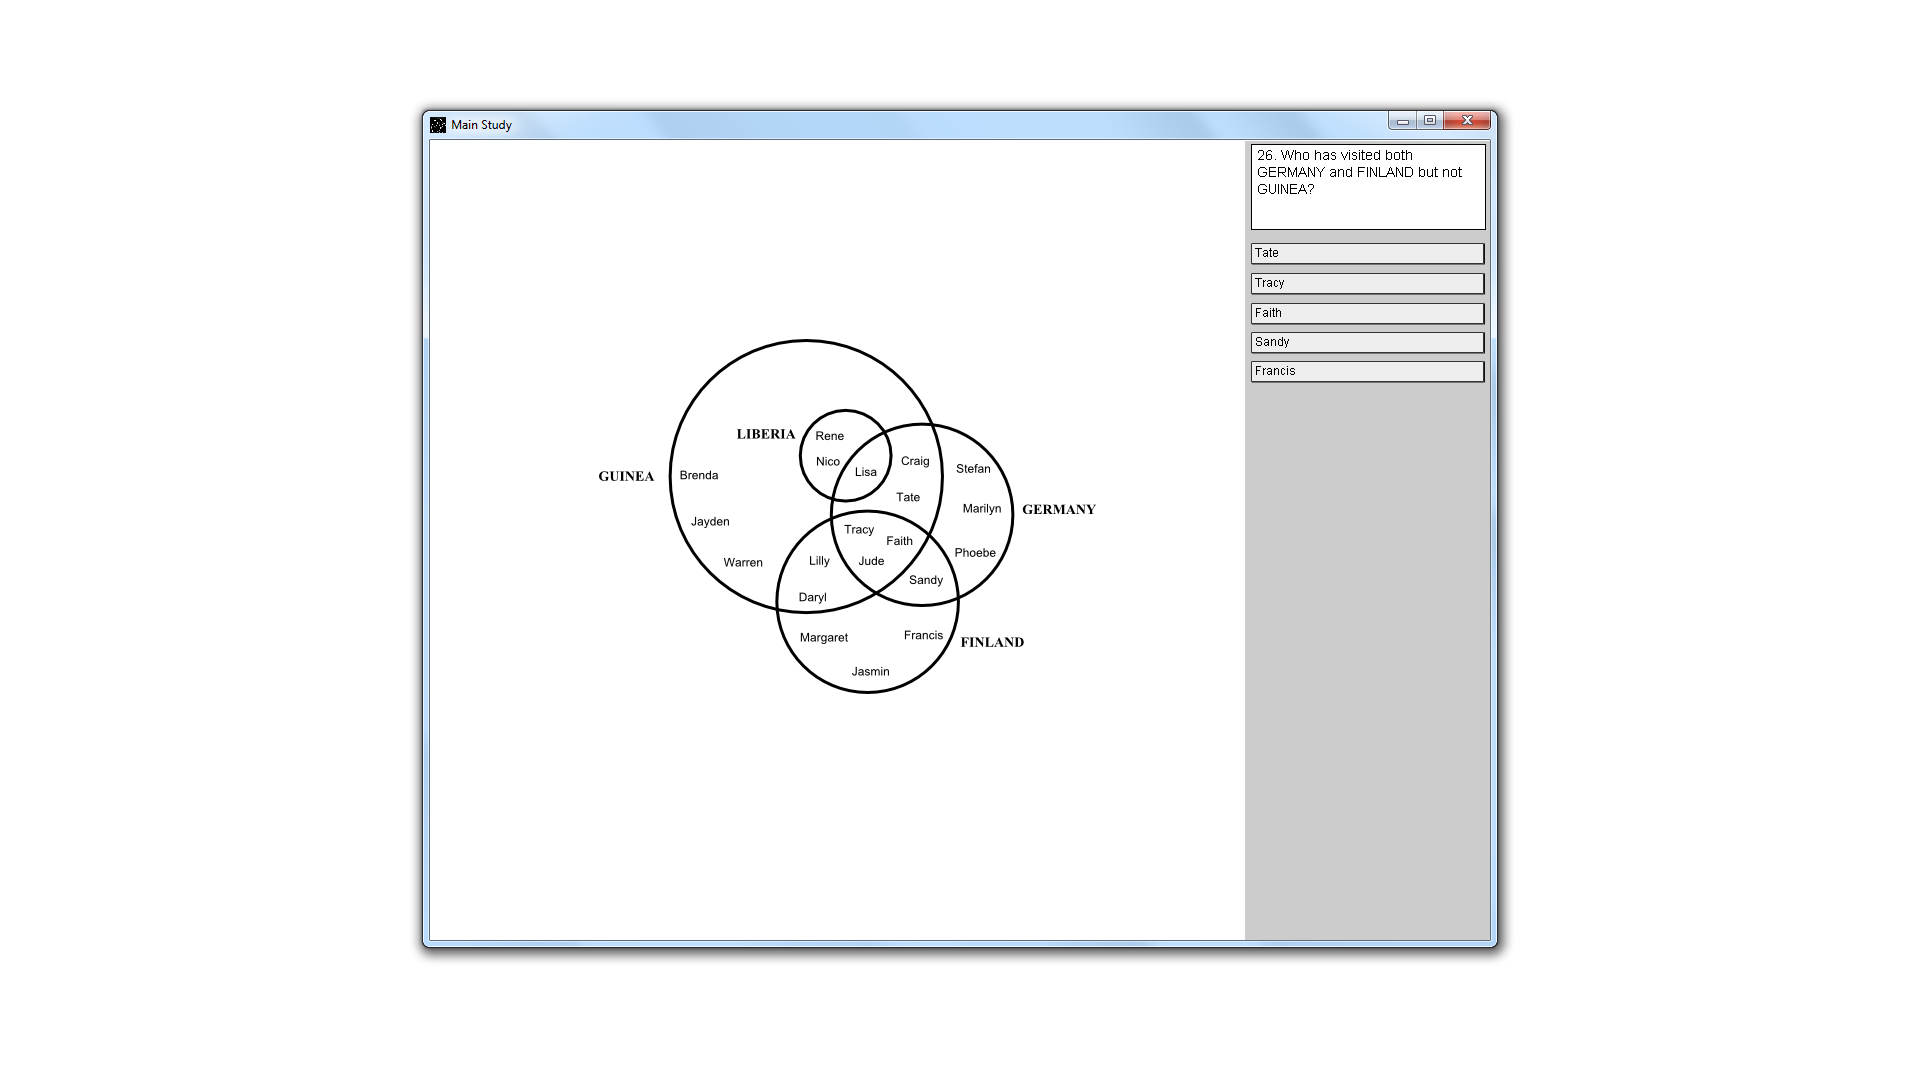 Main Study
26. Who has visited both
GERMANY and FINLAND but not
GUINEA?
Tate
Tracy
Faith
Sandy
Francis
LIBERIA
Rene
Nico
Lisa
Craig
Stefan
GUINEA
Brenda
Tate
Marilyn
GERMANY
Jayden
Tracy
Faith
Phoebe
Warren
Lilly
Jude
Sandy
Daryl
Margaret
Francis
FINLAND
Jasmin